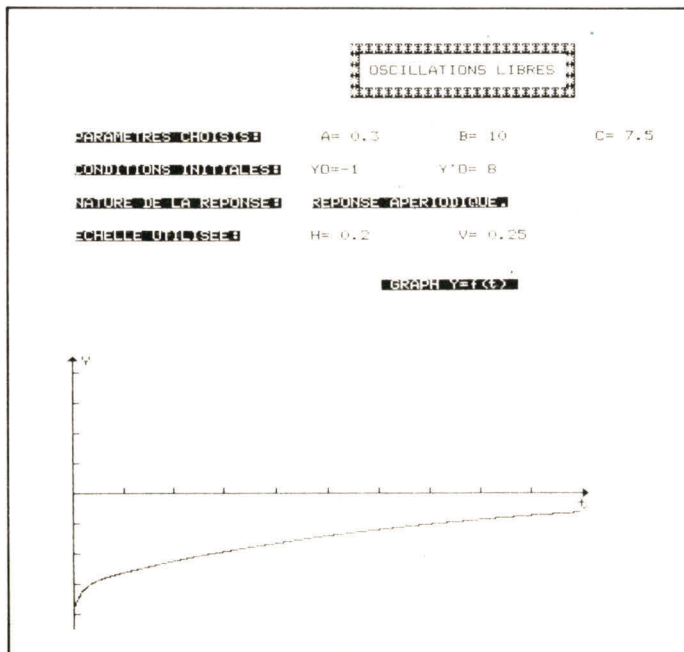 OSCILLATIONS LIBRES
PARAMETRES CHOISIS: A= 0.3 B= 10 C= 7.5
CONDITIONS INITIALES: Y0=-1 Y'0= 8
NATURE DE LA REPONSE: REPONSE APERIODIQUE.
ECHELLE UTILISEE: H= 0.2 V= 0.25
GRAPH Y=f(t)
Y
t